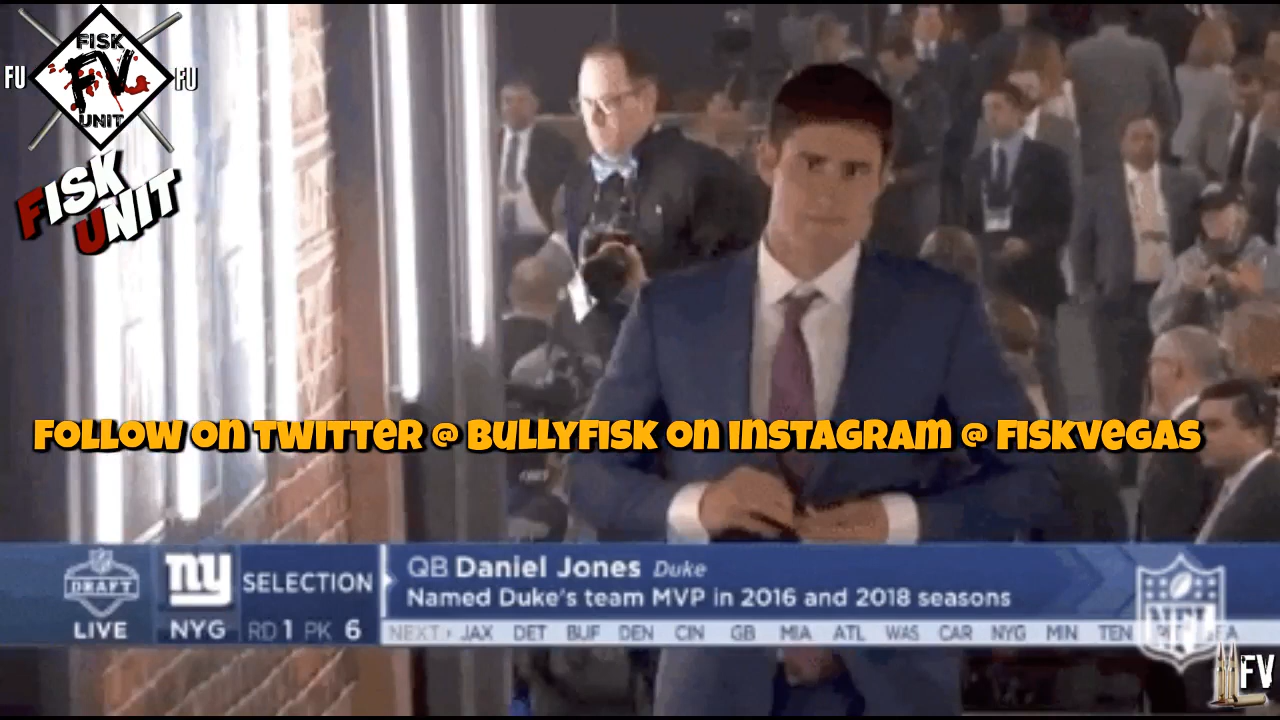 FISK
FU FV FU
UNIT
FISK
UNIT
FOLLOW ON TWITTER @ BULLYFISK ON INSTAGRAM @ FISKVEGAS
DRAFT
LIVE
ny
NYG
SELECTION
RD 1 PK 6
QB Daniel Jones Duke
Named Duke's team MVP in 2016 and 2018 seasons
NEXT › JAX DET BUF DEN CIN GB MIA ATL WAS CAR NYG MIN TEN
NFL
FV